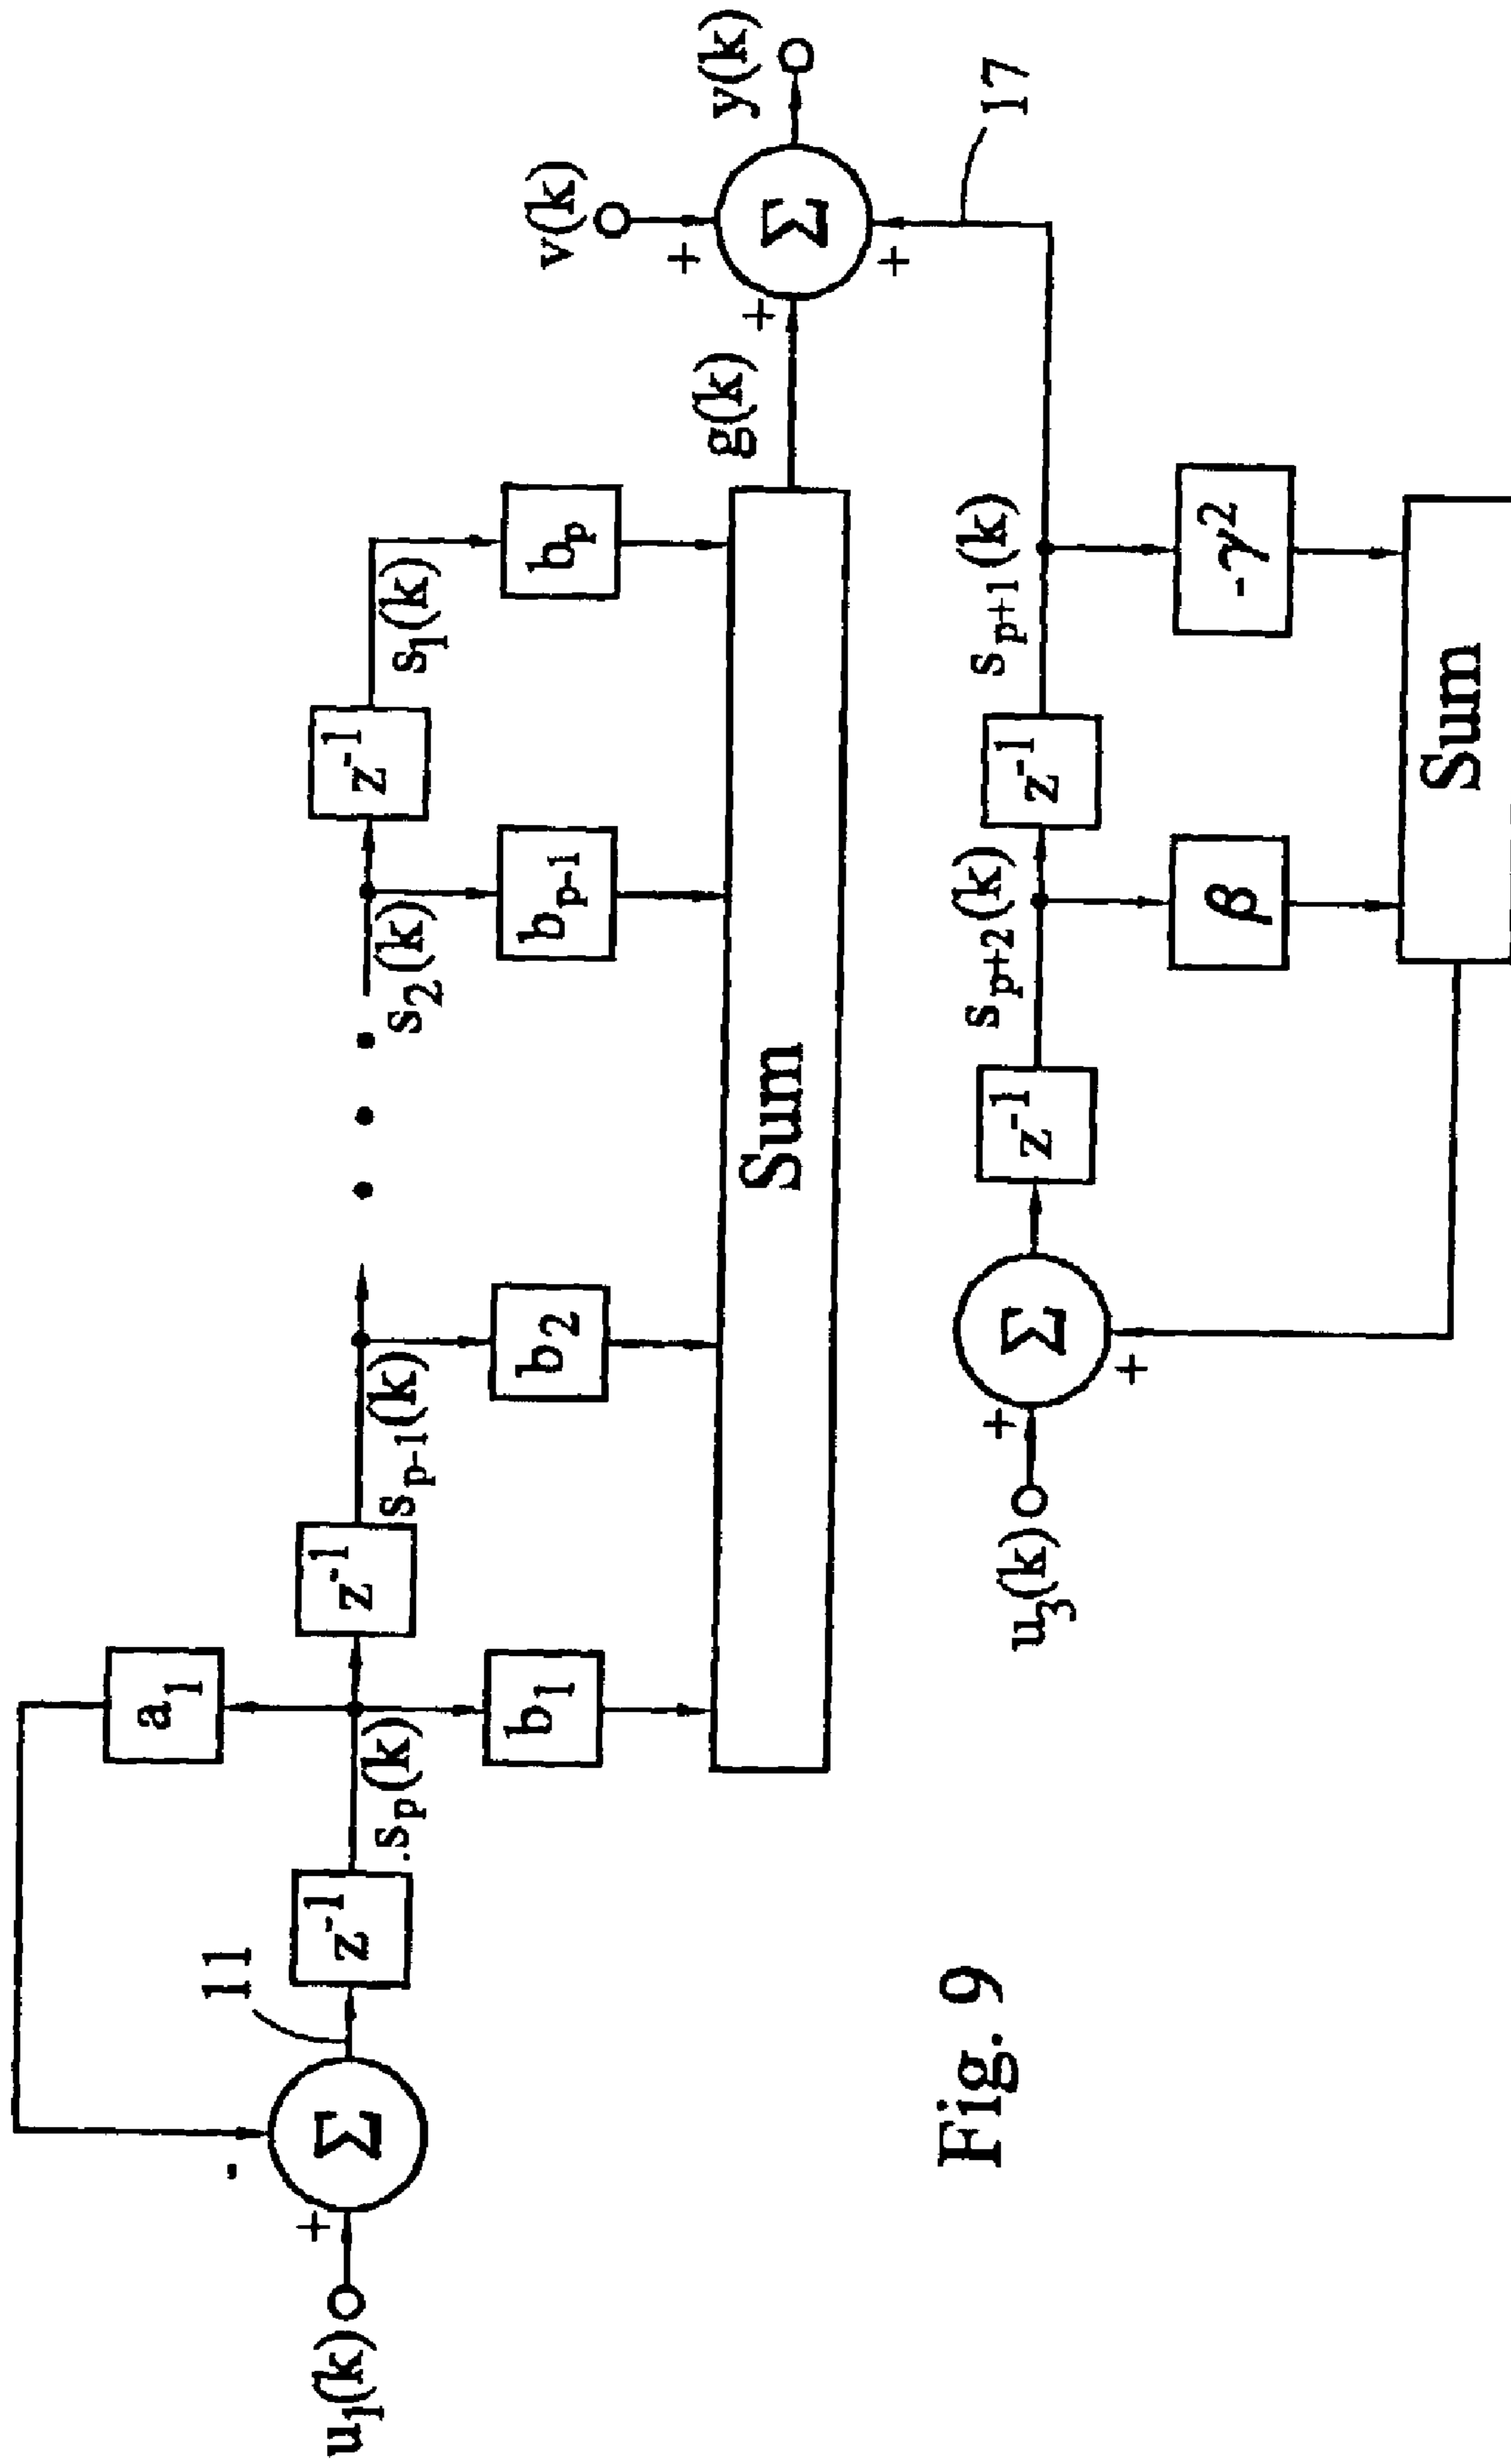 v(k)
y(k)
a₁
+
+
Σ
11
z⁻¹
z⁻¹
z⁻¹
g(k)
+
+
17
-
u₁(k)
+
Σ
.sₚ(k)
sₚ₋₁(k)
s₂(k)
s₁(k)
b₁
b₂
bₚ₋₁
bₚ
Sum
u₃(k)
+
Σ
+
z⁻¹
sₚ₊₂(k)
z⁻¹
sₚ₊₁(k)
β
-γ²
Sum
Fig. 9